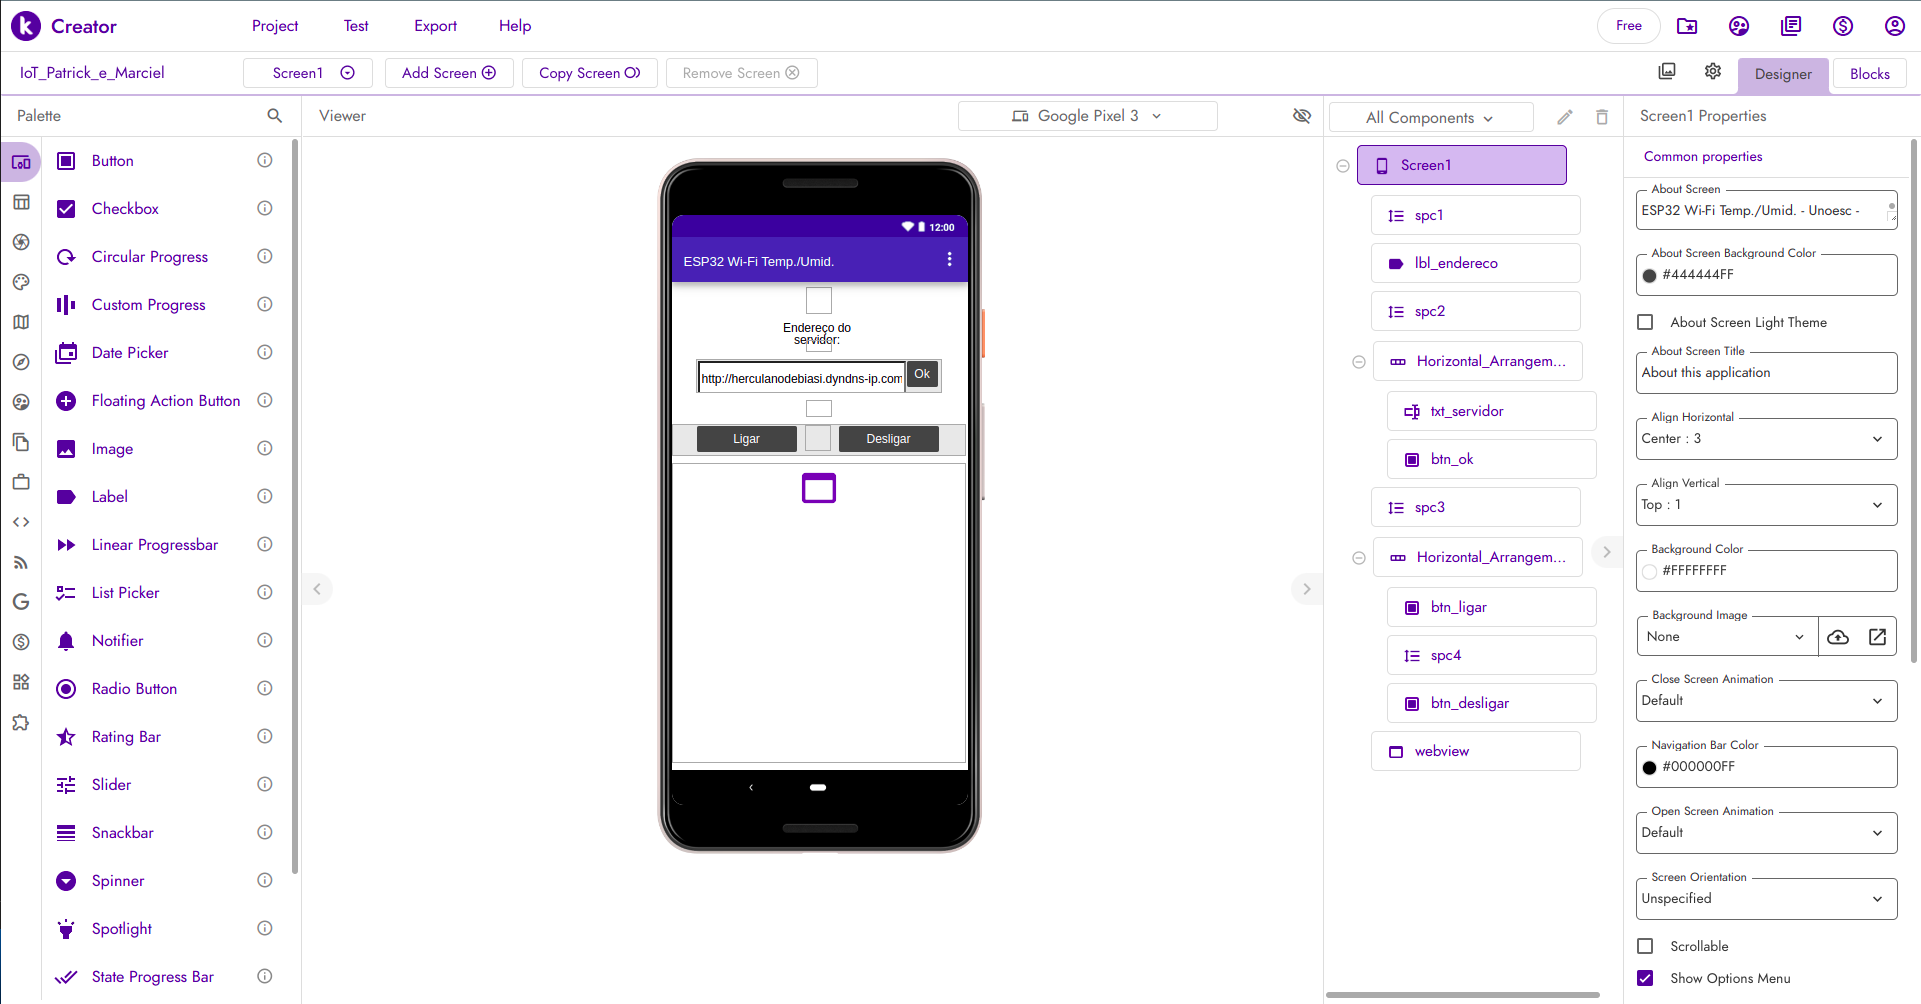 Creator
Project
Test
Export
Help
Free
IoT_Patrick_e_Marciel
Screen1
Add Screen
Copy Screen
Remove Screen
Designer
Blocks
Palette
Button
Checkbox
Circular Progress
Custom Progress
Date Picker
Floating Action Button
Image
Label
Linear Progressbar
List Picker
Notifier
Radio Button
Rating Bar
Slider
Snackbar
Spinner
Spotlight
State Progress Bar
Viewer
Google Pixel 3
12:00
ESP32 Wi-Fi Temp./Umid.
Endereço do
servidor:
http://herculanodebiasi.dyndns-ip.com
Ok
Ligar
Desligar
All Components
Screen1
spc1
lbl_endereco
spc2
Horizontal_Arrangem...
txt_servidor
btn_ok
spc3
Horizontal_Arrangem...
btn_ligar
spc4
btn_desligar
webview
Screen1 Properties
Common properties
About Screen
ESP32 Wi-Fi Temp./Umid. - Unoesc -
About Screen Background Color
#444444FF
About Screen Light Theme
About Screen Title
About this application
Align Horizontal
Center : 3
Align Vertical
Top : 1
Background Color
#FFFFFFFF
Background Image
None
Close Screen Animation
Default
Navigation Bar Color
#000000FF
Open Screen Animation
Default
Screen Orientation
Unspecified
Scrollable
Show Options Menu